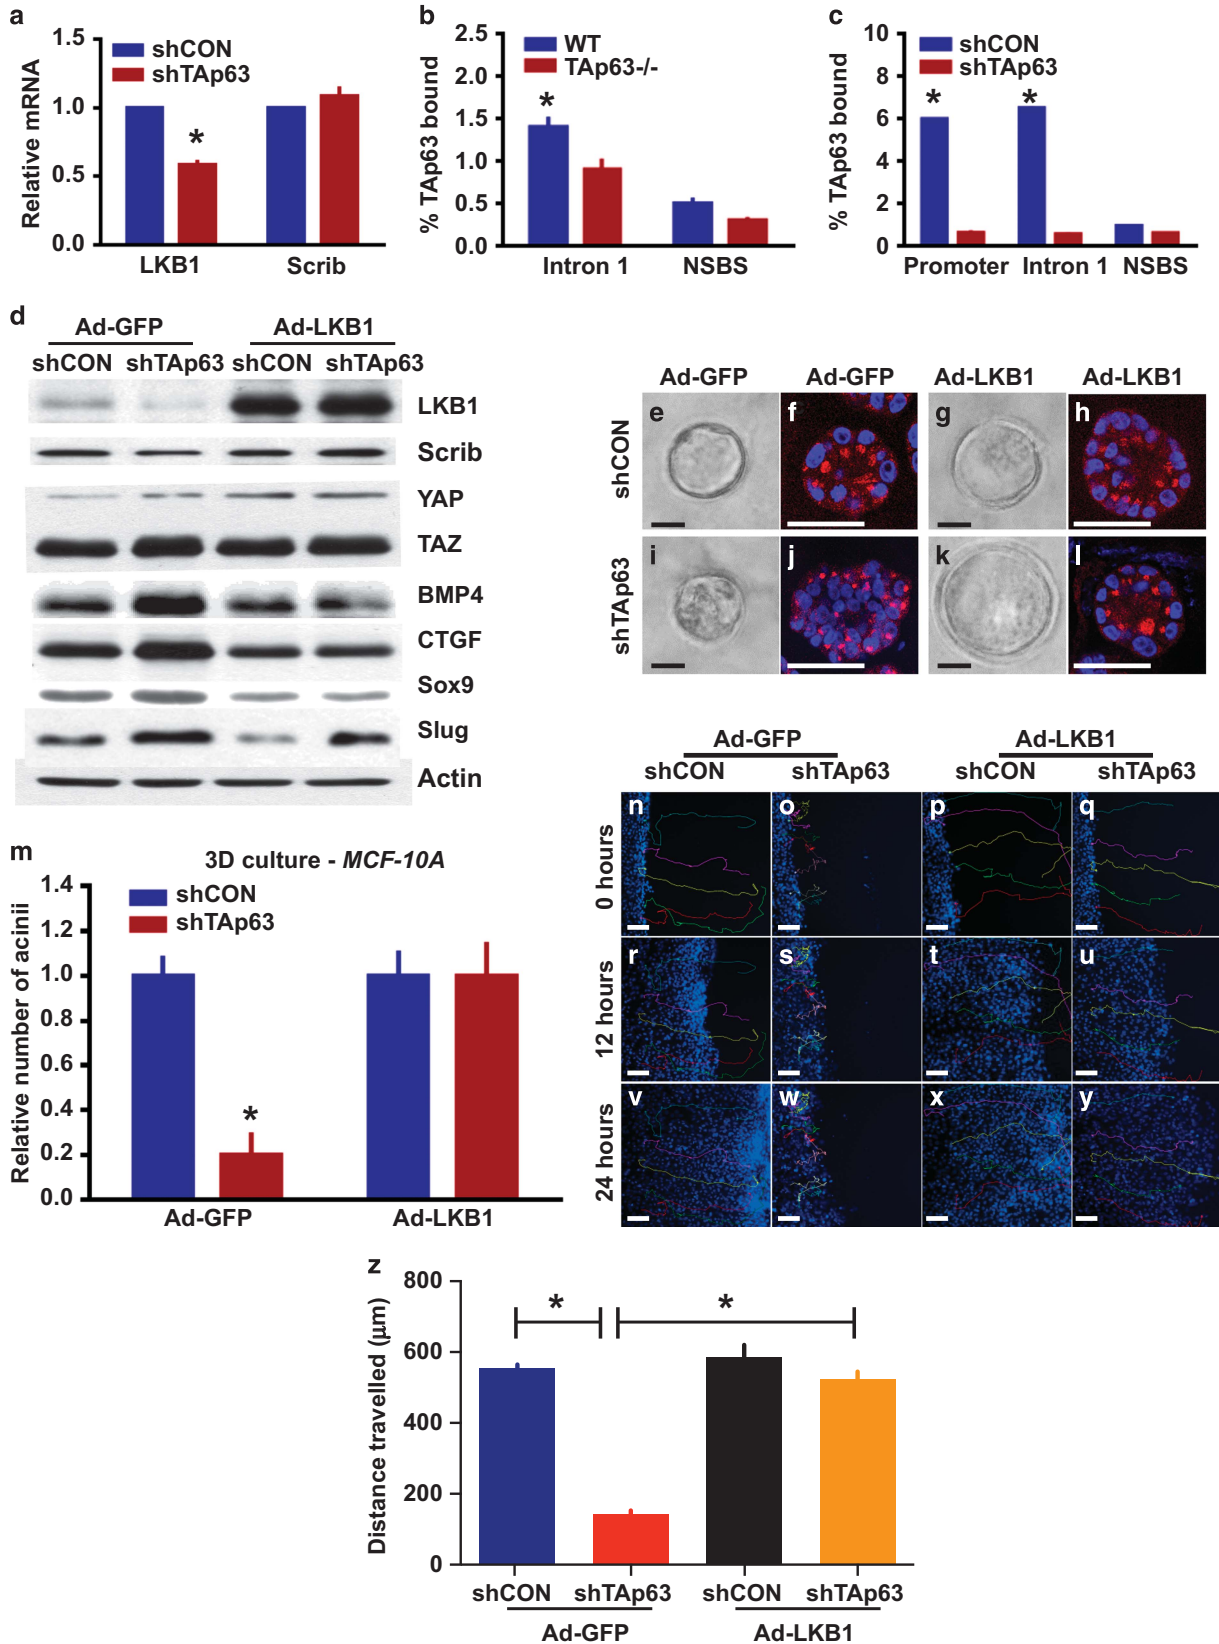 a
1.5
1.0
0.5
0.0
Relative mRNA
shCON
shTAp63
*
LKB1 Scrib
b
2.5
2.0
1.5
1.0
0.5
0.0
% TAp63 bound
WT
TAp63-/-
*
Intron 1 NSBS
c
10
8
6
4
2
0
% TAp63 bound
shCON
shTAp63
* *
Promoter Intron 1 NSBS
d
Ad-GFP Ad-LKB1
shCON shTAp63 shCON shTAp63
LKB1
Scrib
YAP
TAZ
BMP4
CTGF
Sox9
Slug
Actin
Ad-GFP Ad-GFP Ad-LKB1 Ad-LKB1
shCON
e f g h
shTAp63
i j k l
m
3D culture - MCF-10A
1.4
1.2
1.0
0.8
0.6
0.4
0.2
0.0
Relative number of acinii
shCON
shTAp63
*
Ad-GFP Ad-LKB1
Ad-GFP Ad-LKB1
shCON shTAp63 shCON shTAp63
0 hours
n o p q
12 hours
r s t u
24 hours
v w x y
z
800
600
400
200
0
Distance travelled (µm)
* *
shCON shTAp63 shCON shTAp63
Ad-GFP Ad-LKB1